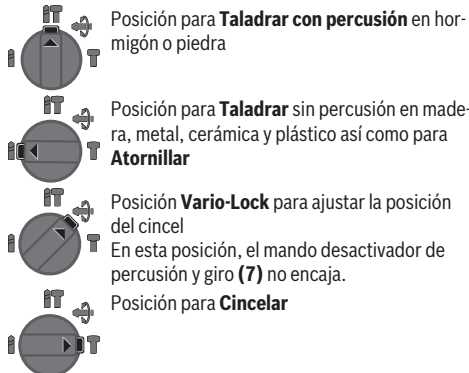 Posición para Taladrar con percusión en hor-
migón o piedra
Posición para Taladrar sin percusión en made-
ra, metal, cerámica y plástico así como para
Atornillar
Posición Vario-Lock para ajustar la posición
del cincel
En esta posición, el mando desactivador de
percusión y giro (7) no encaja.
Posición para Cincelar